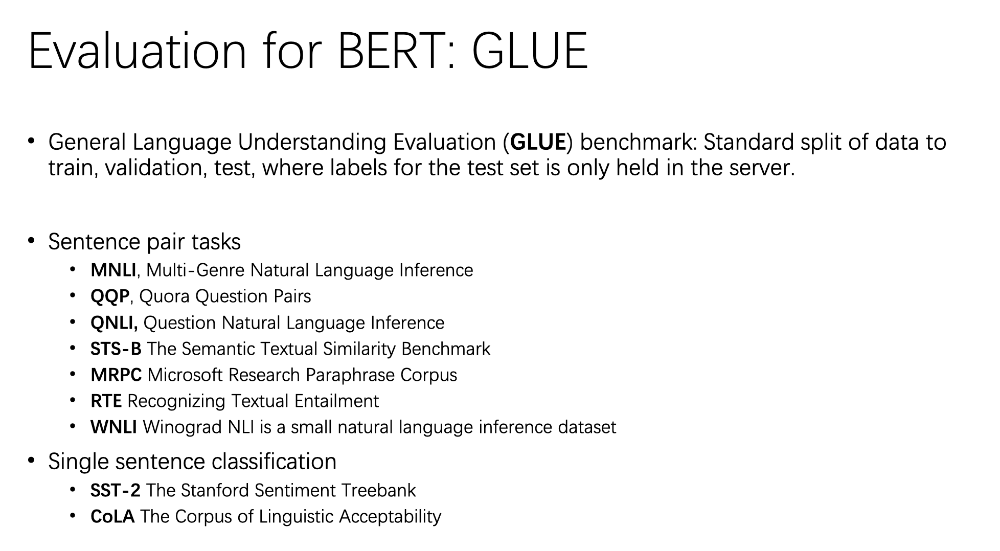 Evaluation for BERT: GLUE
• General Language Understanding Evaluation (GLUE) benchmark: Standard split of data to
train, validation, test, where labels for the test set is only held in the server.
• Sentence pair tasks
• MNLI, Multi-Genre Natural Language Inference
• QQP, Quora Question Pairs
• QNLI, Question Natural Language Inference
• STS-B The Semantic Textual Similarity Benchmark
• MRPC Microsoft Research Paraphrase Corpus
• RTE Recognizing Textual Entailment
• WNLI Winograd NLI is a small natural language inference dataset
• Single sentence classification
• SST-2 The Stanford Sentiment Treebank
• CoLA The Corpus of Linguistic Acceptability